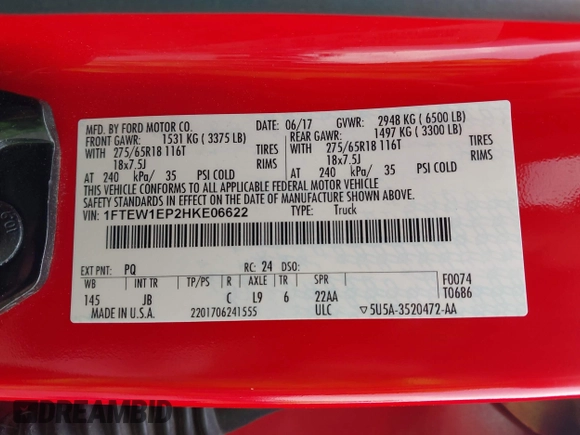 MFD. BY FORD MOTOR CO. DATE: 06/17 GVWR: 2948 KG ( 6500 LB)
FRONT GAWR: 1531 KG ( 3375 LB) REAR GAWR: 1497 KG ( 3300 LB)
WITH 275/65R18 116T TIRES WITH 275/65R18 116T TIRES
18x7.5J RIMS 18x7.5J RIMS
AT 240 kPa/ 35 PSI COLD AT 240 kPa/ 35 PSI COLD
THIS VEHICLE CONFORMS TO ALL APPLICABLE FEDERAL MOTOR VEHICLE
SAFETY STANDARDS IN EFFECT ON THE DATE OF MANUFACTURE SHOWN ABOVE.
VIN: 1FTEW1EP2HKE06622 TYPE: Truck
EXT PNT: PQ RC: 24 DSO:
WB INT TR TP/PS R AXLE TR SPR F0074
145 JB C L9 6 22AA T0686
MADE IN U.S.A. 2201706241555 ULC ▽5U5A-3520472-AA
DREAMBID